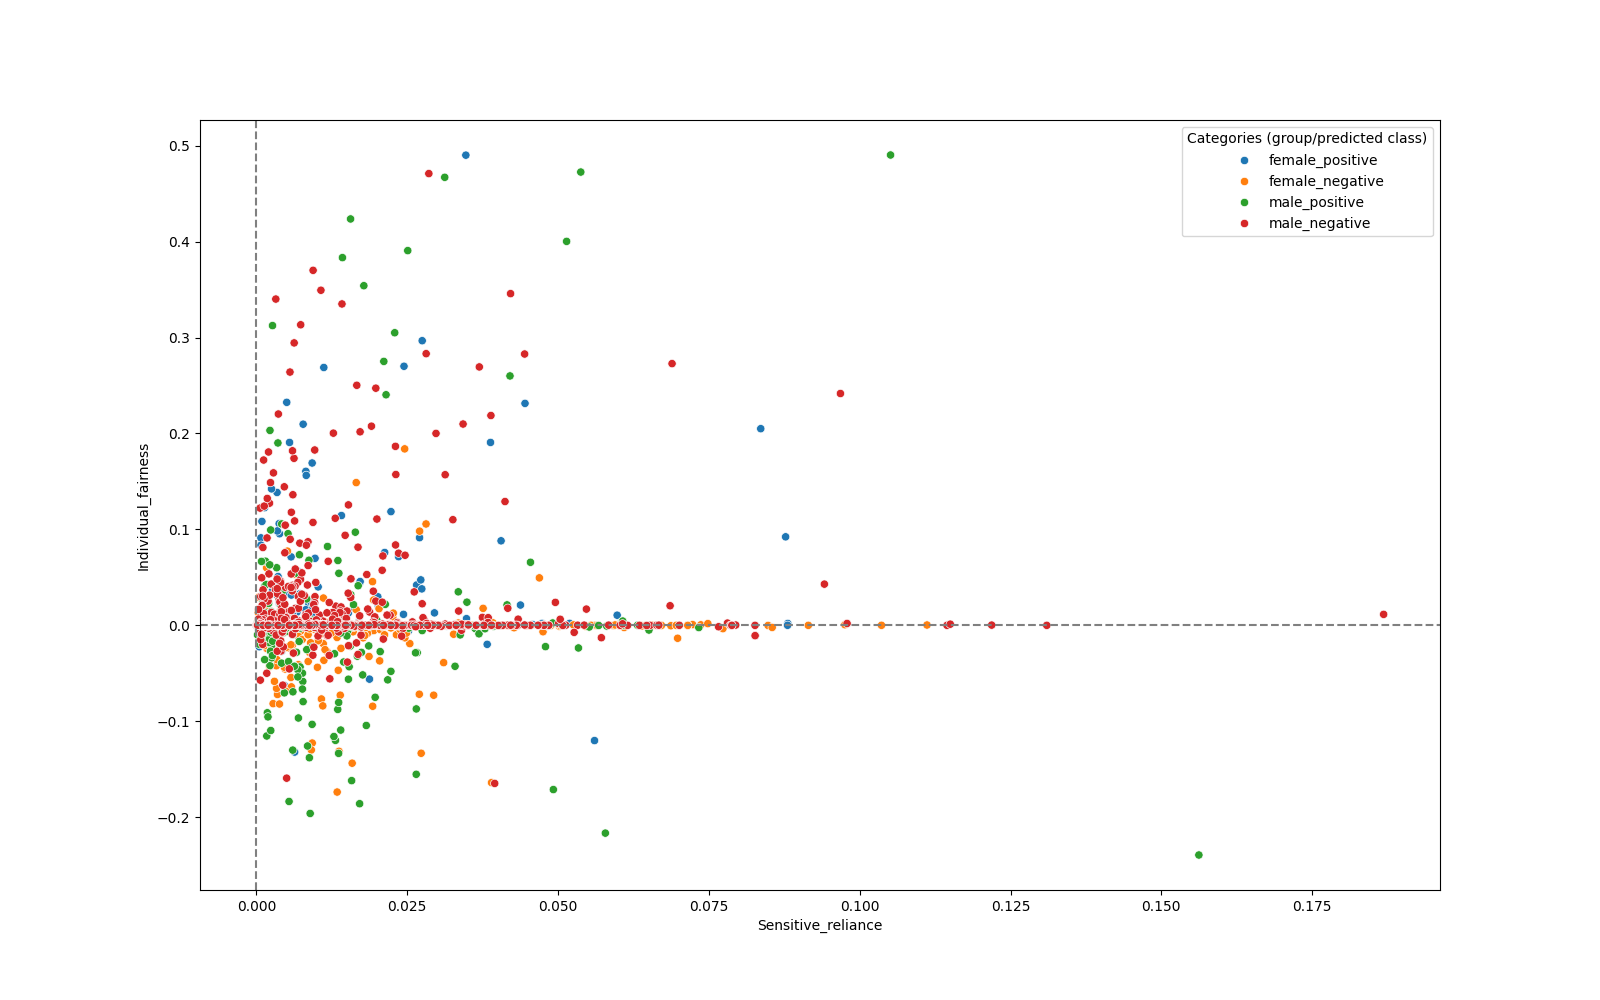 Categories (group/predicted class)
female_positive
female_negative
male_positive
male_negative
0.5
0.4
0.3
0.2
0.1
0.0
−0.1
−0.2
Individual_fairness
0.000 0.025 0.050 0.075 0.100 0.125 0.150 0.175
Sensitive_reliance